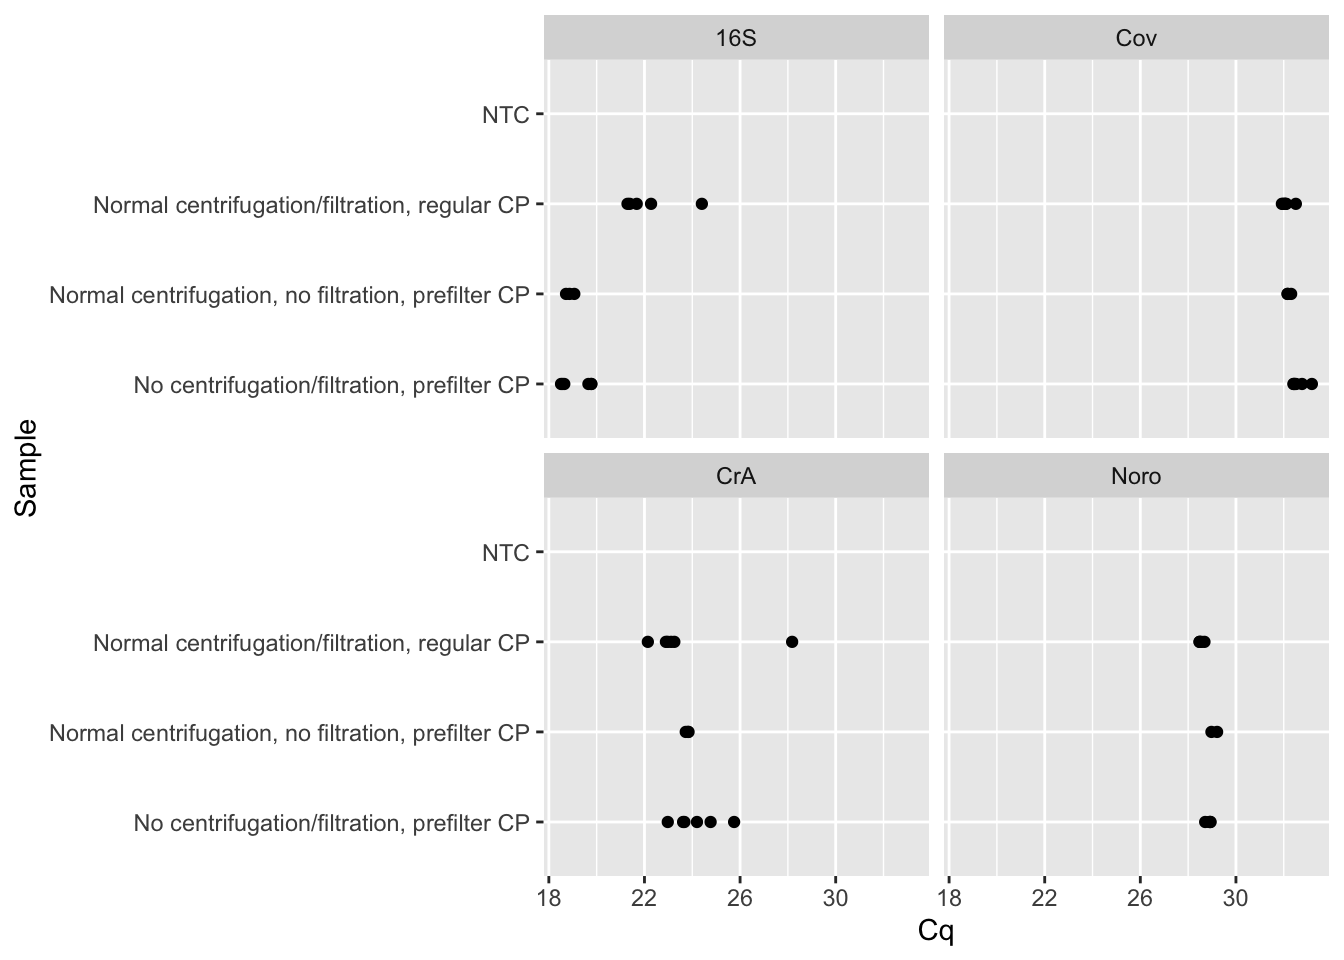 16S
Cov
NTC
Normal centrifugation/filtration, regular CP
Normal centrifugation, no filtration, prefilter CP
No centrifugation/filtration, prefilter CP
Sample
CrA
Noro
NTC
Normal centrifugation/filtration, regular CP
Normal centrifugation, no filtration, prefilter CP
No centrifugation/filtration, prefilter CP
18 22 26 30
18 22 26 30
Cq